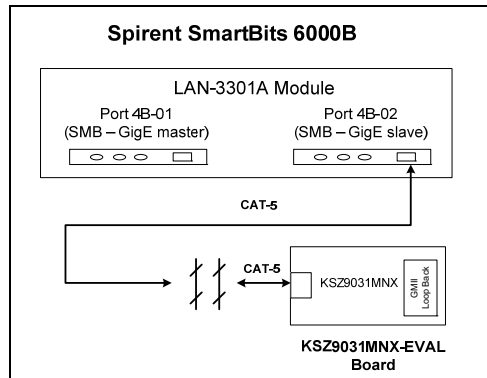 Spirent SmartBits 6000B
LAN-3301A Module
Port 4B-01
(SMB – GigE master)
Port 4B-02
(SMB – GigE slave)
CAT-5
CAT-5
KSZ9031MNX
GMII
Loop Back
KSZ9031MNX-EVAL
Board